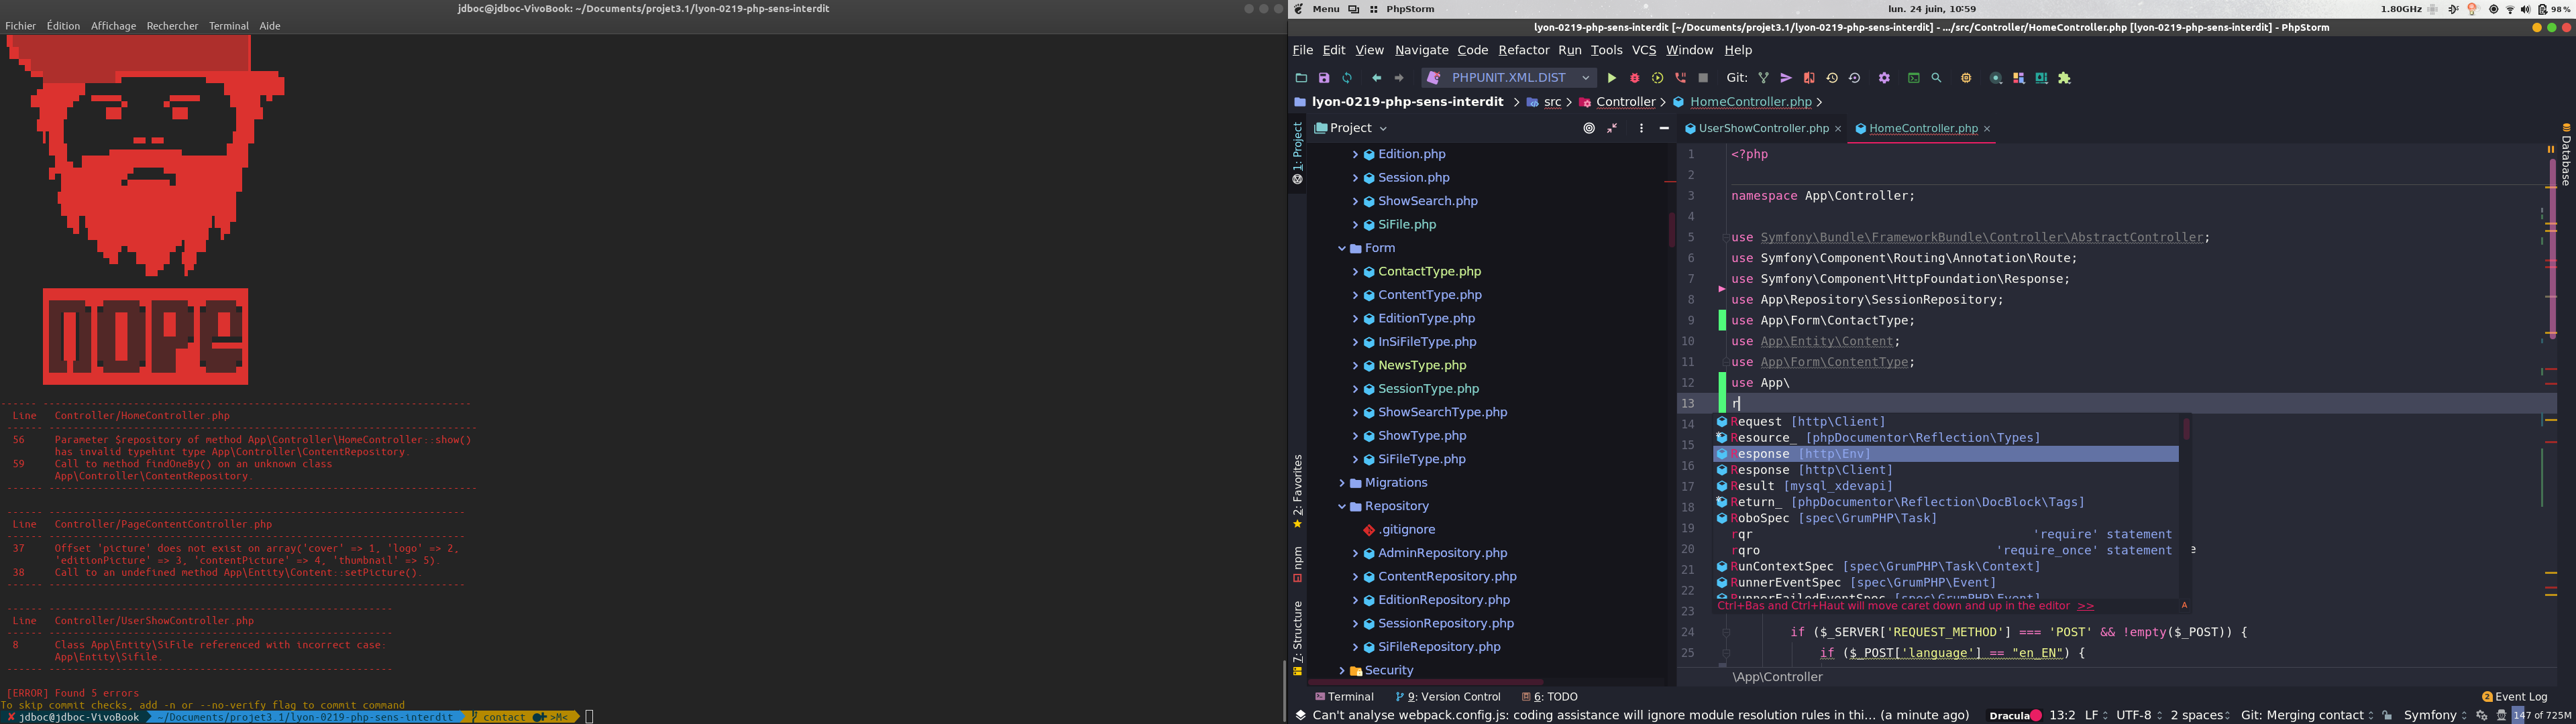 jdboc@jdboc-VivoBook: ~/Documents/projet3.1/lyon-0219-php-sens-interdit
Fichier Édition Affichage Rechercher Terminal Aide
NOPE
Line Controller/HomeController.php
56 Parameter $repository of method App\Controller\HomeController::show()
has invalid typehint type App\Controller\ContentRepository.
59 Call to method findOneBy() on an unknown class
App\Controller\ContentRepository.
Line Controller/PageContentController.php
37 Offset 'picture' does not exist on array('cover' => 1, 'logo' => 2,
'editionPicture' => 3, 'contentPicture' => 4, 'thumbnail' => 5).
38 Call to an undefined method App\Entity\Content::setPicture().
Line Controller/UserShowController.php
8 Class App\Entity\SiFile referenced with incorrect case:
App\Entity\Sifile.
[ERROR] Found 5 errors
To skip commit checks, add -n or --no-verify flag to commit command
✘ jdboc@jdboc-VivoBook ~/Documents/projet3.1/lyon-0219-php-sens-interdit contact >M<
Menu PhpStorm lun. 24 juin, 10:59 1.80GHz 98 %
lyon-0219-php-sens-interdit [~/Documents/projet3.1/lyon-0219-php-sens-interdit] - .../src/Controller/HomeController.php [lyon-0219-php-sens-interdit] - PhpStorm
File Edit View Navigate Code Refactor Run Tools VCS Window Help
PHPUNIT.XML.DIST Git:
lyon-0219-php-sens-interdit > src > Controller > HomeController.php >
1: Project
2: Favorites
npm
7: Structure
Project
Edition.php
Session.php
ShowSearch.php
SiFile.php
Form
ContactType.php
ContentType.php
EditionType.php
InSiFileType.php
NewsType.php
SessionType.php
ShowSearchType.php
ShowType.php
SiFileType.php
Migrations
Repository
.gitignore
AdminRepository.php
ContentRepository.php
EditionRepository.php
SessionRepository.php
SiFileRepository.php
Security
UserShowController.php × HomeController.php ×
1 <?php
2
3 namespace App\Controller;
4
5 use Symfony\Bundle\FrameworkBundle\Controller\AbstractController;
6 use Symfony\Component\Routing\Annotation\Route;
7 use Symfony\Component\HttpFoundation\Response;
8 use App\Repository\SessionRepository;
9 use App\Form\ContactType;
10 use App\Entity\Content;
11 use App\Form\ContentType;
12 use App\
13 r
14
15
16
17
18
19
20 e
21
22
23
Request [http\Client]
Resource_ [phpDocumentor\Reflection\Types]
Response [http\Env]
Response [http\Client]
Result [mysql_xdevapi]
Return_ [phpDocumentor\Reflection\DocBlock\Tags]
RoboSpec [spec\GrumPHP\Task]
rqr 'require' statement
rqro 'require_once' statement
RunContextSpec [spec\GrumPHP\Task\Context]
RunnerEventSpec [spec\GrumPHP\Event]
RunnerFailedEventSpec [spec\GrumPHP\Event]
Ctrl+Bas and Ctrl+Haut will move caret down and up in the editor >>
24 if ($_SERVER['REQUEST_METHOD'] === 'POST' && !empty($_POST)) {
25 if ($_POST['language'] == "en_EN") {
\App\Controller
Database
Terminal 9: Version Control 6: TODO 2 Event Log
Can't analyse webpack.config.js: coding assistance will ignore module resolution rules in thi... (a minute ago) Dracula 13:2 LF UTF-8 2 spaces Git: Merging contact Symfony 147 of 725M